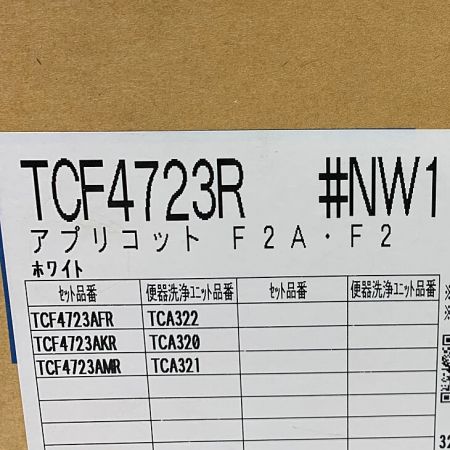 TCF4723R #NW1
アプリコット F2A・F2
ホワイト
ｾｯﾄ品番 便器洗浄ﾕﾆｯﾄ品番 ｾｯﾄ品番 便器洗浄ﾕﾆｯﾄ品番
TCF4723AFR TCA322
TCF4723AKR TCA320
TCF4723AMR TCA321
※
※
32